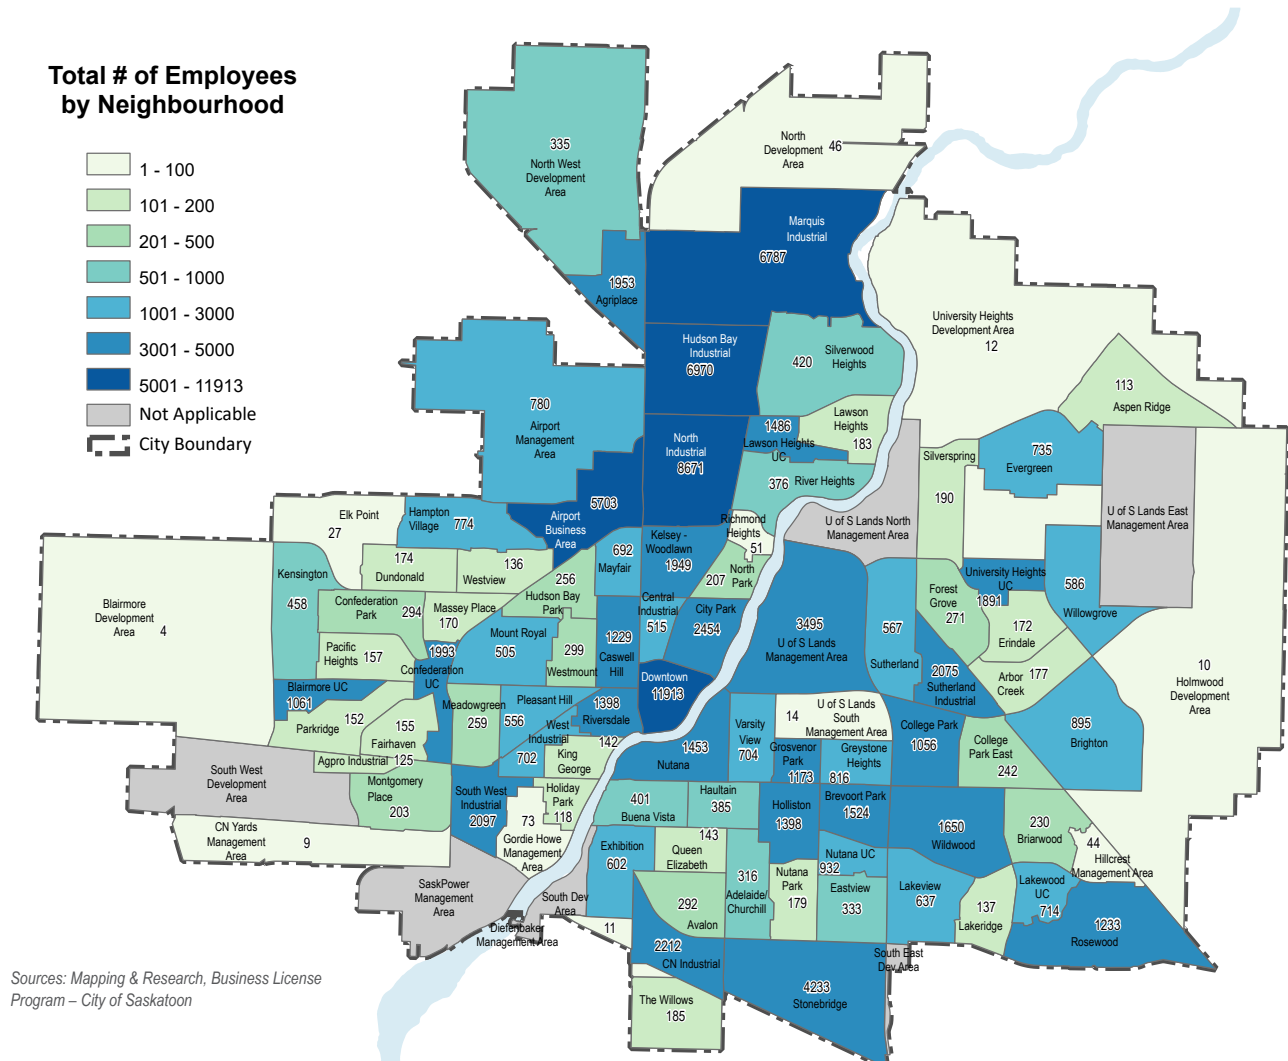 Total # of Employees
by Neighbourhood
1 - 100
101 - 200
201 - 500
501 - 1000
1001 - 3000
3001 - 5000
5001 - 11913
Not Applicable
City Boundary
335
North West
Development
Area
North
Development
Area
46
Marquis
Industrial
6787
1953
Agriplace
University Heights
Development Area
12
Hudson Bay
Industrial
6970
420
Silverwood
Heights
113
Aspen Ridge
780
Airport
Management
Area
1486
Lawson Heights
UC
Lawson
Heights
183
North
Industrial
8671
Silverspring
190
735
Evergreen
376
River Heights
U of S Lands East
Management Area
5703
Airport
Business
Area
Elk Point
27
Hampton
Village
774
Richmond
Heights
51
U of S Lands North
Management Area
692
Mayfair
Kelsey -
Woodlawn
1949
174
Dundonald
136
Westview
256
Hudson Bay
Park
207
North
Park
Kensington
458
University Heights
UC
1891
586
Willowgrove
Blairmore
Development
Area
4
Confederation
Park
294
Massey Place
170
Central
Industrial
515
City Park
2454
Forest
Grove
271
172
Erindale
3495
U of S Lands
Management Area
567
Sutherland
Mount Royal
505
1229
Caswell
Hill
Pacific
Heights
157
1993
Confederation
UC
299
Westmount
10
Holmwood
Development
Area
2075
Sutherland
Industrial
Arbor
Creek
177
Downtown
11913
Blairmore UC
1061
Meadowgreen
259
Pleasant Hill
556
1398
Riversdale
14
U of S Lands
South
Management Area
152
Parkridge
155
Fairhaven
West
Industrial
702
142
King
George
1453
Nutana
Varsity
View
704
Grosvenor
Park
1173
Greystone
Heights
816
College Park
1056
College
Park East
242
895
Brighton
Agpro Industrial
125
South West
Development
Area
Montgomery
Place
203
South West
Industrial
2097
Holiday
Park
118
401
Buena Vista
Haultain
385
Holliston
1398
Brevoort Park
1524
1650
Wildwood
230
Briarwood
CN Yards
Management
Area
9
73
Gordie Howe
Management
Area
Exhibition
602
143
Queen
Elizabeth
44
Hillcrest
Management Area
316
Adelaide/
Churchill
Nutana
Park
179
Nutana UC
932
Eastview
333
Lakeview
637
137
Lakeridge
Lakewood
UC
714
1233
Rosewood
SaskPower
Management
Area
South Dev
Area
292
Avalon
Diefenbaker
Management Area
11
2212
CN Industrial
South East
Dev Area
4233
Stonebridge
The Willows
185
Sources: Mapping & Research, Business License
Program – City of Saskatoon